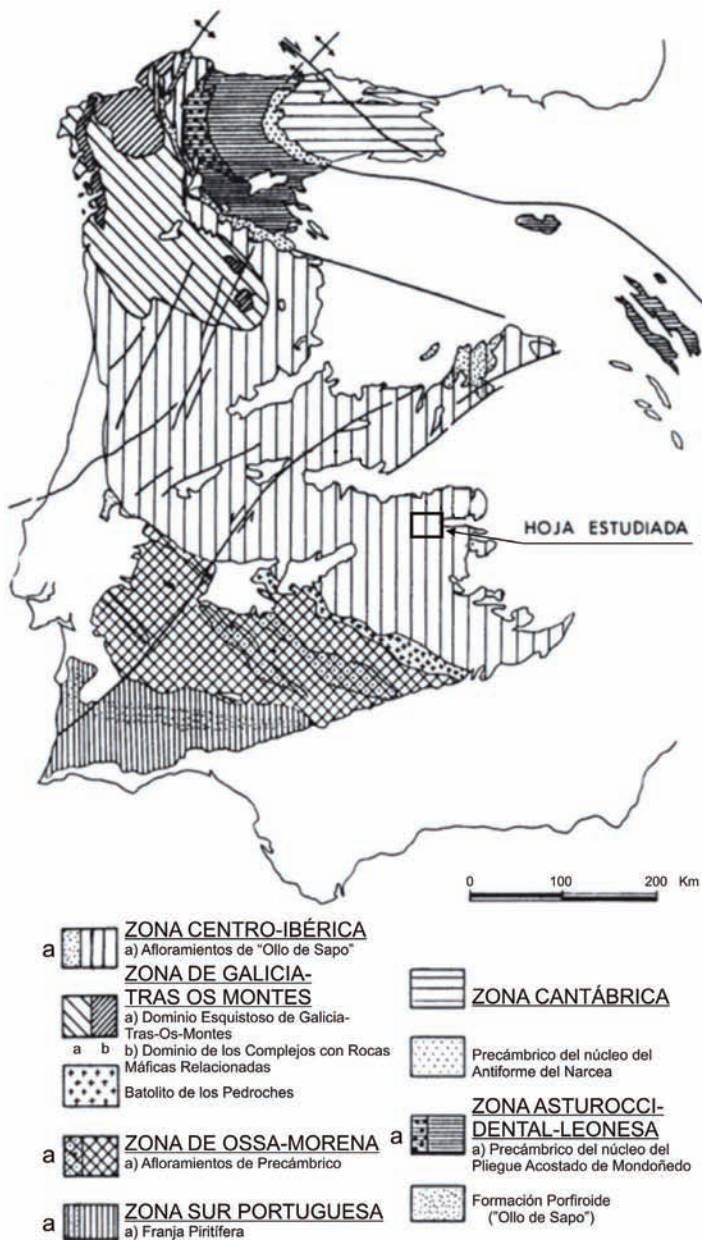 HOJA ESTUDIADA
0 100 200 Km
a
ZONA CENTRO-IBÉRICA
a) Afloramientos de "Ollo de Sapo"
ZONA DE GALICIA-
TRAS OS MONTES
a) Dominio Esquistoso de Galicia-
Tras-Os-Montes
a b
b) Dominio de los Complejos con Rocas
Máficas Relacionadas
Batolito de los Pedroches
a
ZONA DE OSSA-MORENA
a) Afloramientos de Precámbrico
a
ZONA SUR PORTUGUESA
a) Franja Piritífera
ZONA CANTÁBRICA
Precámbrico del núcleo del
Antiforme del Narcea
a
ZONA ASTUROCCI-
DENTAL-LEONESA
a) Precámbrico del núcleo del
Pliegue Acostado de Mondoñedo
Formación Porfiroide
("Ollo de Sapo")